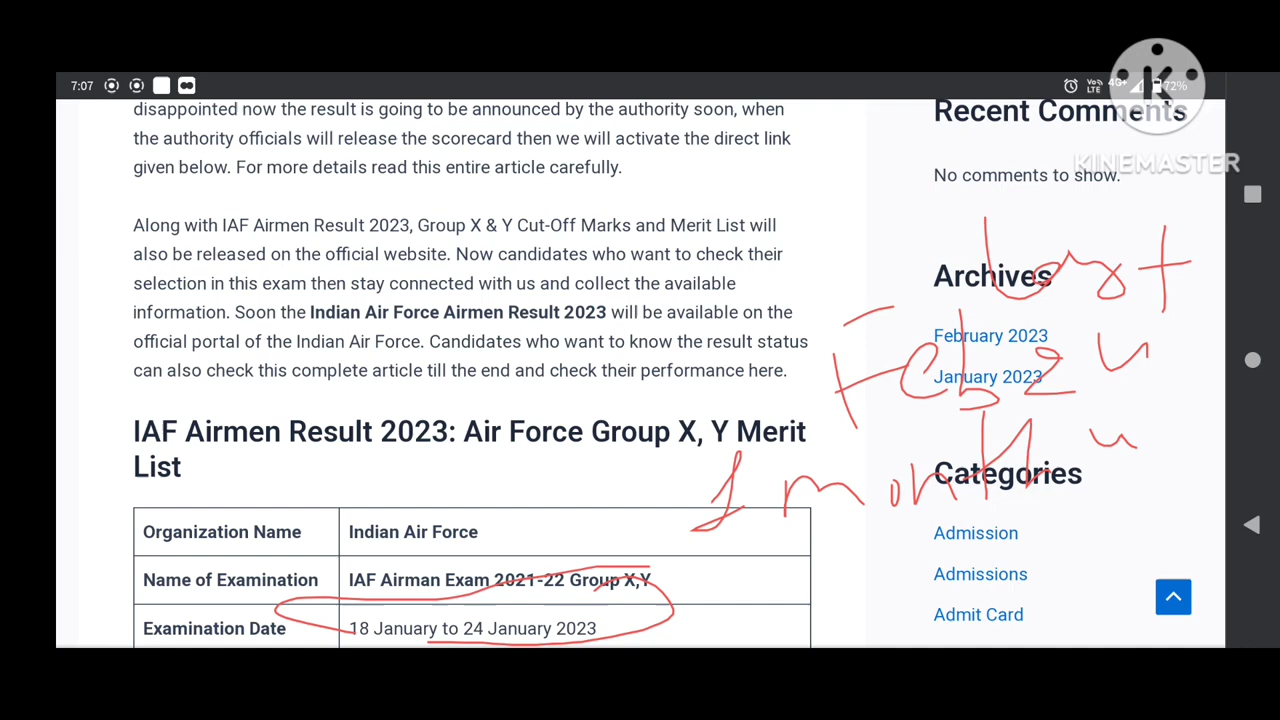 7:07
Vo LTE 4G+ 72%
KINEMASTER
disappointed now the result is going to be announced by the authority soon, when
the authority officials will release the scorecard then we will activate the direct link
given below. For more details read this entire article carefully.
Along with IAF Airmen Result 2023, Group X & Y Cut-Off Marks and Merit List will
also be released on the official website. Now candidates who want to check their
selection in this exam then stay connected with us and collect the available
information. Soon the Indian Air Force Airmen Result 2023 will be available on the
official portal of the Indian Air Force. Candidates who want to know the result status
can also check this complete article till the end and check their performance here.
IAF Airmen Result 2023: Air Force Group X, Y Merit
List
Organization Name Indian Air Force
Name of Examination IAF Airman Exam 2021-22 Group X,Y
Examination Date 18 January to 24 January 2023
Recent Comments
No comments to show.
Archives
February 2023
January 2023
Categories
Admission
Admissions
Admit Card
last
Feb 24
1 month